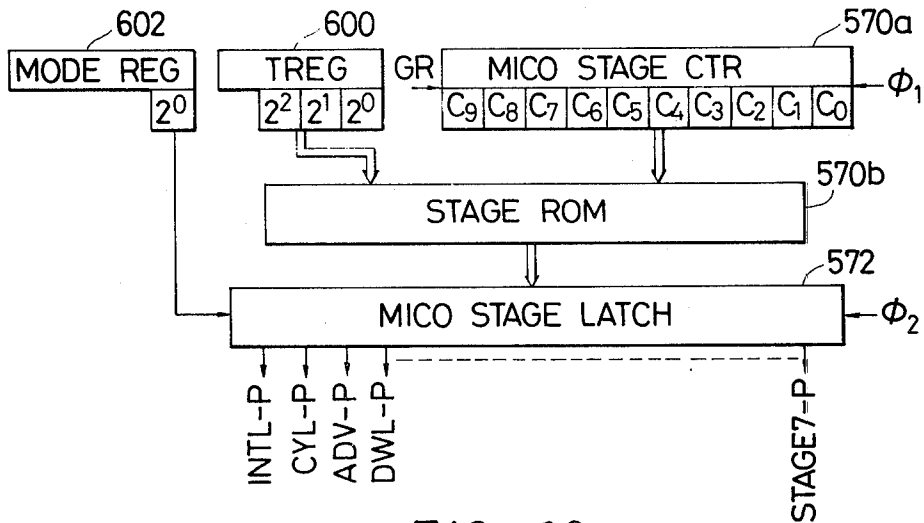 602
600
570a
MODE REG
TREG
GR
MICO STAGE CTR
ϕ₁
2⁰
2² 2¹ 2⁰
C₉ C₈ C₇ C₆ C₅ C₄ C₃ C₂ C₁ C₀
570b
STAGE ROM
572
MICO STAGE LATCH
ϕ₂
INTL-P
CYL-P
ADV-P
DWL-P
STAGE7-P